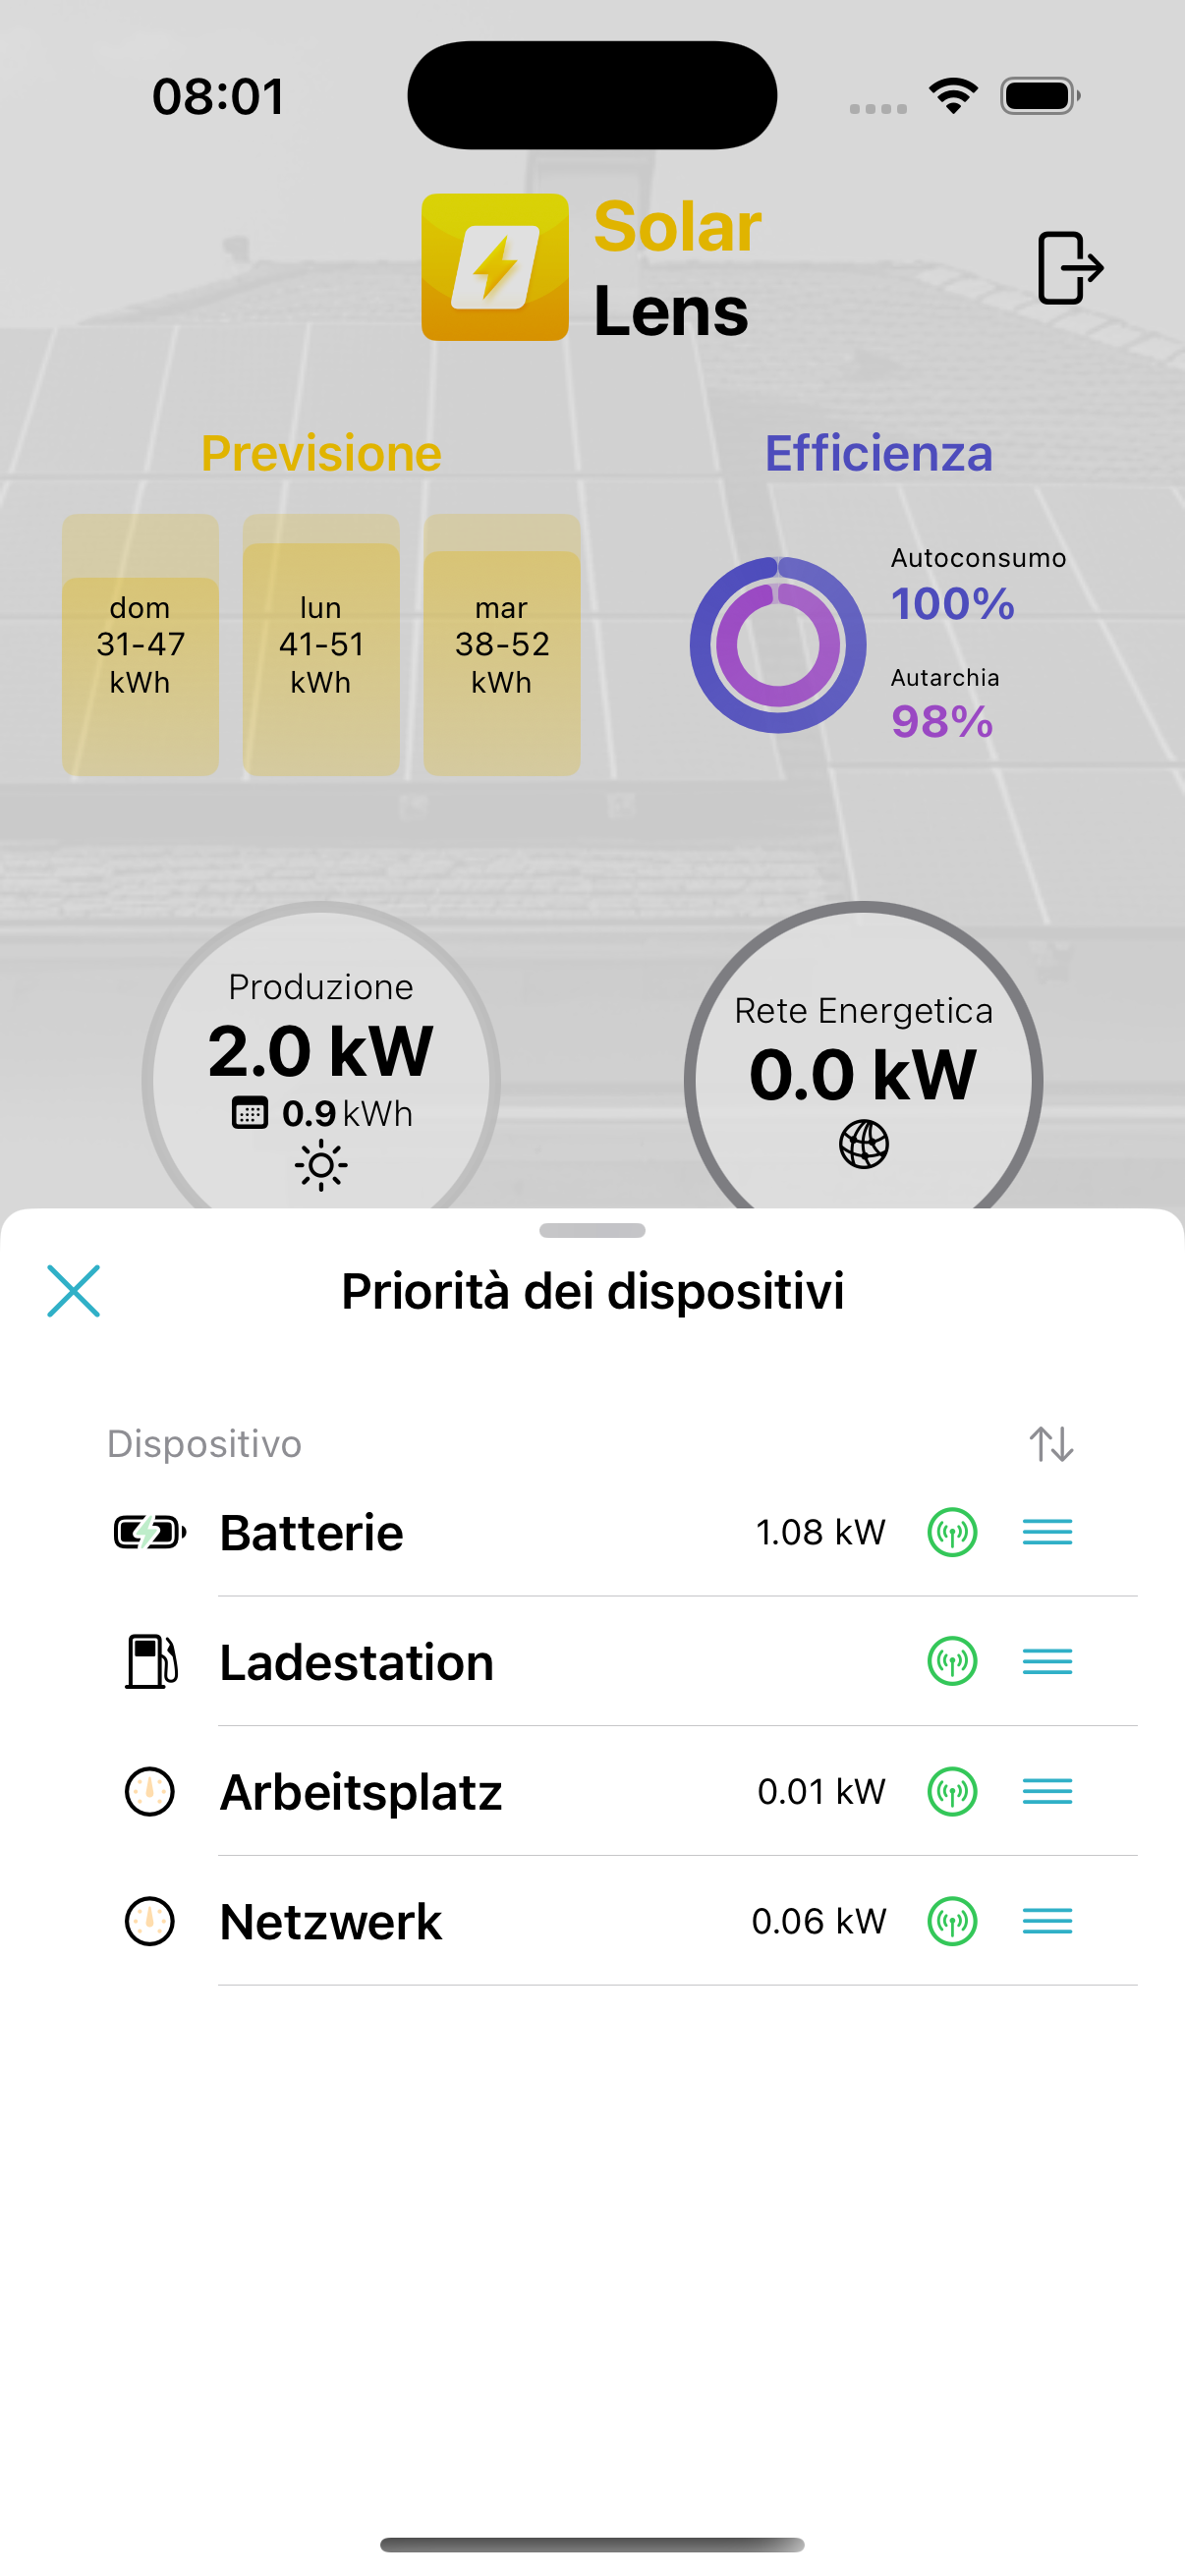 08:01
Solar
Lens
Previsione
Efficienza
dom
31-47
kWh
lun
41-51
kWh
mar
38-52
kWh
Autoconsumo
100%
Autarchia
98%
Produzione
2.0 kW
0.9 kWh
Rete Energetica
0.0 kW
Priorità dei dispositivi
Dispositivo
Batterie 1.08 kW
Ladestation
Arbeitsplatz 0.01 kW
Netzwerk 0.06 kW